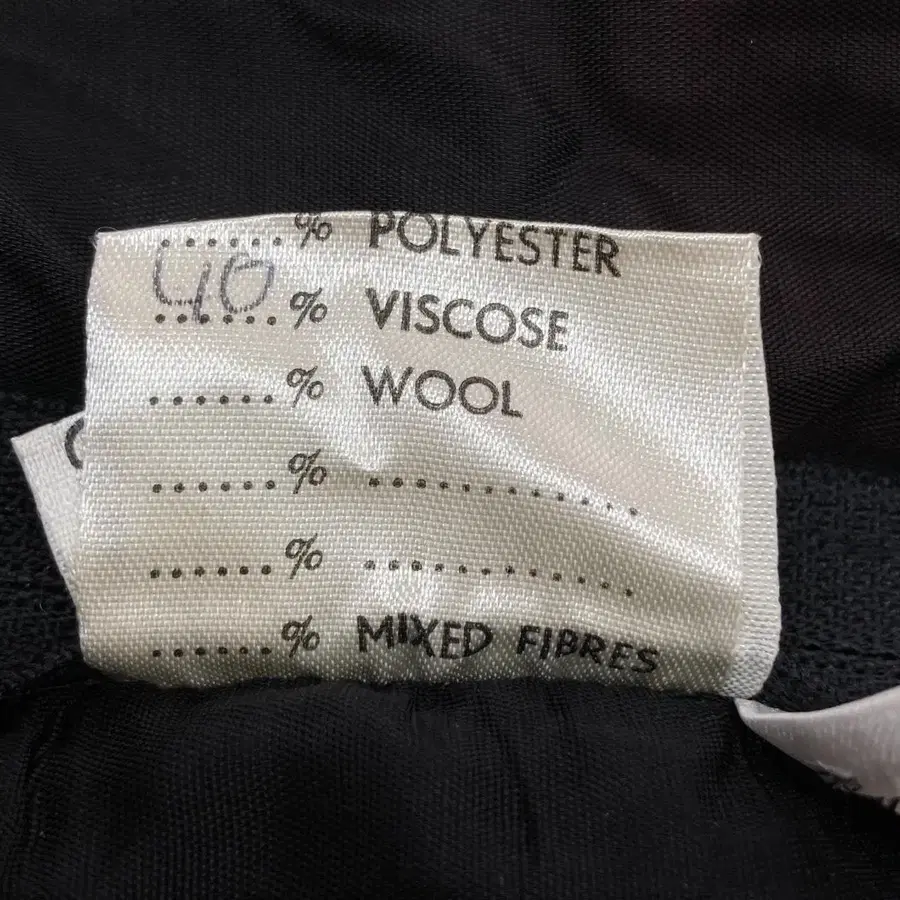 ......% POLYESTER
40 ......% VISCOSE
......% WOOL
......% ............
......% ............
......% MIXED FIBRES